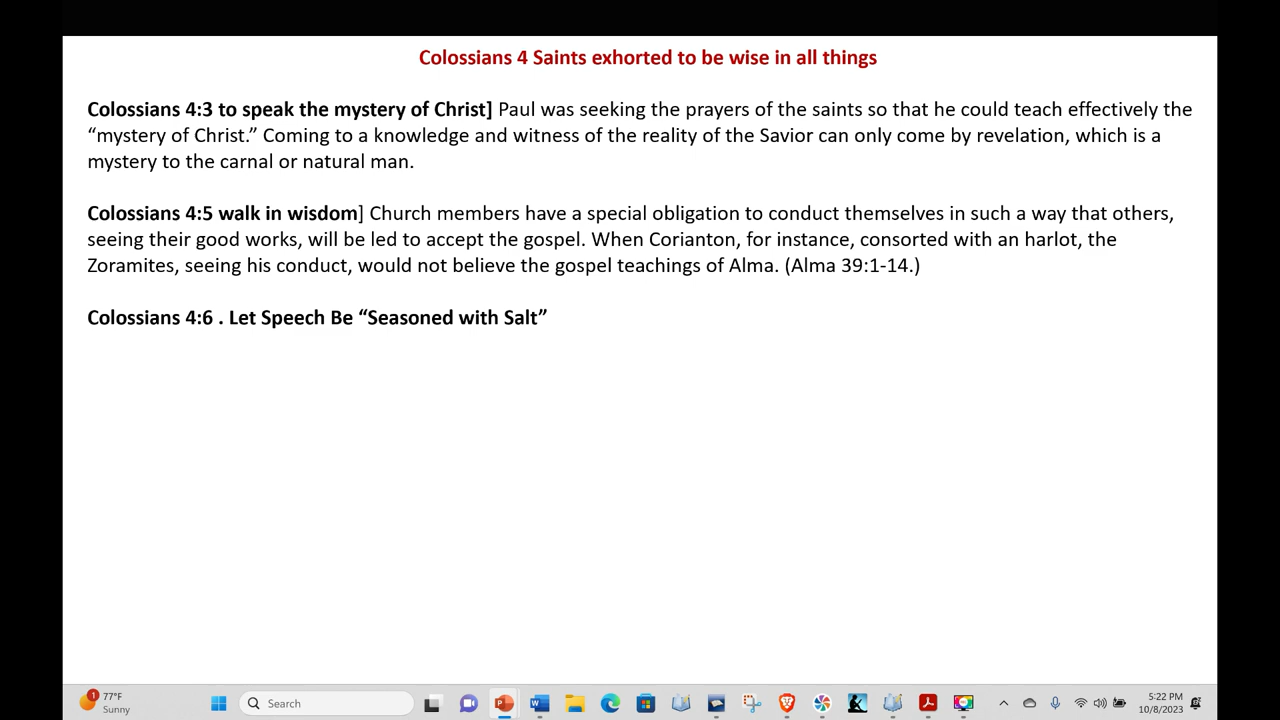 Colossians 4 Saints exhorted to be wise in all things
Colossians 4:3 to speak the mystery of Christ] Paul was seeking the prayers of the saints so that he could teach effectively the
“mystery of Christ.” Coming to a knowledge and witness of the reality of the Savior can only come by revelation, which is a
mystery to the carnal or natural man.
Colossians 4:5 walk in wisdom] Church members have a special obligation to conduct themselves in such a way that others,
seeing their good works, will be led to accept the gospel. When Corianton, for instance, consorted with an harlot, the
Zoramites, seeing his conduct, would not believe the gospel teachings of Alma. (Alma 39:1-14.)
Colossians 4:6 . Let Speech Be “Seasoned with Salt”
1
77°F
Sunny
Search
5:22 PM
10/8/2023